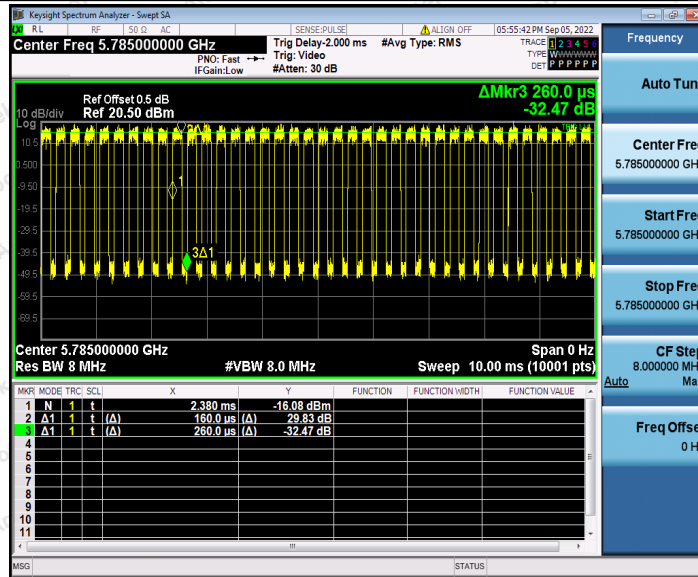 Keysight Spectrum Analyzer - Swept SA
LXI RL RF 50 Ω AC SENSE:PULSE ALIGN OFF 05:55:42 PM Sep 05, 2022
Center Freq 5.785000000 GHz
PNO: Fast
IFGain:Low
Trig Delay-2.000 ms
Trig: Video
#Atten: 30 dB
#Avg Type: RMS
TRACE 1 2 3 4 5 6
TYPE WWWWWW
DET P P P P P P
Ref Offset 0.5 dB
10 dB/div Ref 20.50 dBm
ΔMkr3 260.0 µs
-32.47 dB
Log
10.5
0.500
-9.50
-19.5
-29.5
-39.5
-49.5
-59.5
-69.5
1
3Δ1
Center 5.785000000 GHz Span 0 Hz
Res BW 8 MHz #VBW 8.0 MHz Sweep 10.00 ms (10001 pts)
MKR MODE TRC SCL X Y FUNCTION FUNCTION WIDTH FUNCTION VALUE
1 N 1 t 2.380 ms -16.08 dBm
2 Δ1 1 t (Δ) 160.0 µs (Δ) 29.83 dB
3 Δ1 1 t (Δ) 260.0 µs (Δ) -32.47 dB
4
5
6
7
8
9
10
11
MSG STATUS
Frequency
Auto Tun
Center Fre
5.785000000 GH
Start Fre
5.785000000 GH
Stop Fre
5.785000000 GH
CF Ste
8.000000 MH
Auto Ma
Freq Offse
0 H